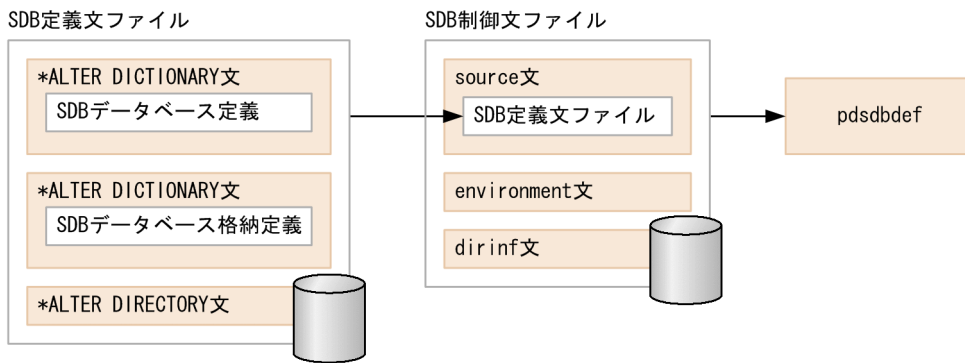 SDB定義文ファイル
*ALTER DICTIONARY文
SDBデータベース定義
*ALTER DICTIONARY文
SDBデータベース格納定義
*ALTER DIRECTORY文
SDB制御文ファイル
source文
SDB定義文ファイル
environment文
dirinf文
pdsdbdef